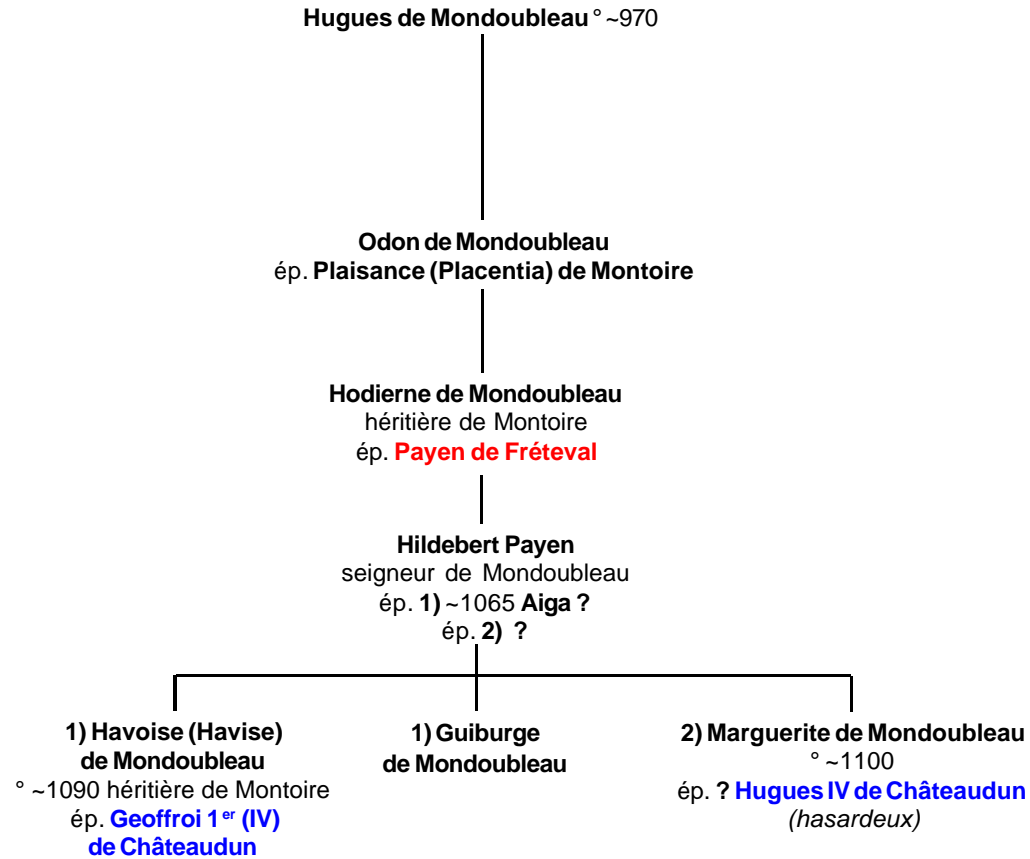 Hugues de Mondoubleau ° ~970
Odon de Mondoubleau
ép. Plaisance (Placentia) de Montoire
Hodierne de Mondoubleau
héritière de Montoire
ép. Payen de Fréteval
Hildebert Payen
seigneur de Mondoubleau
ép. 1) ~1065 Aiga ?
ép. 2) ?
1) Havoise (Havise)
de Mondoubleau
° ~1090 héritière de Montoire
ép. Geoffroi 1er (IV)
de Châteaudun
1) Guiburge
de Mondoubleau
2) Marguerite de Mondoubleau
° ~1100
ép. ? Hugues IV de Châteaudun
(hasardeux)